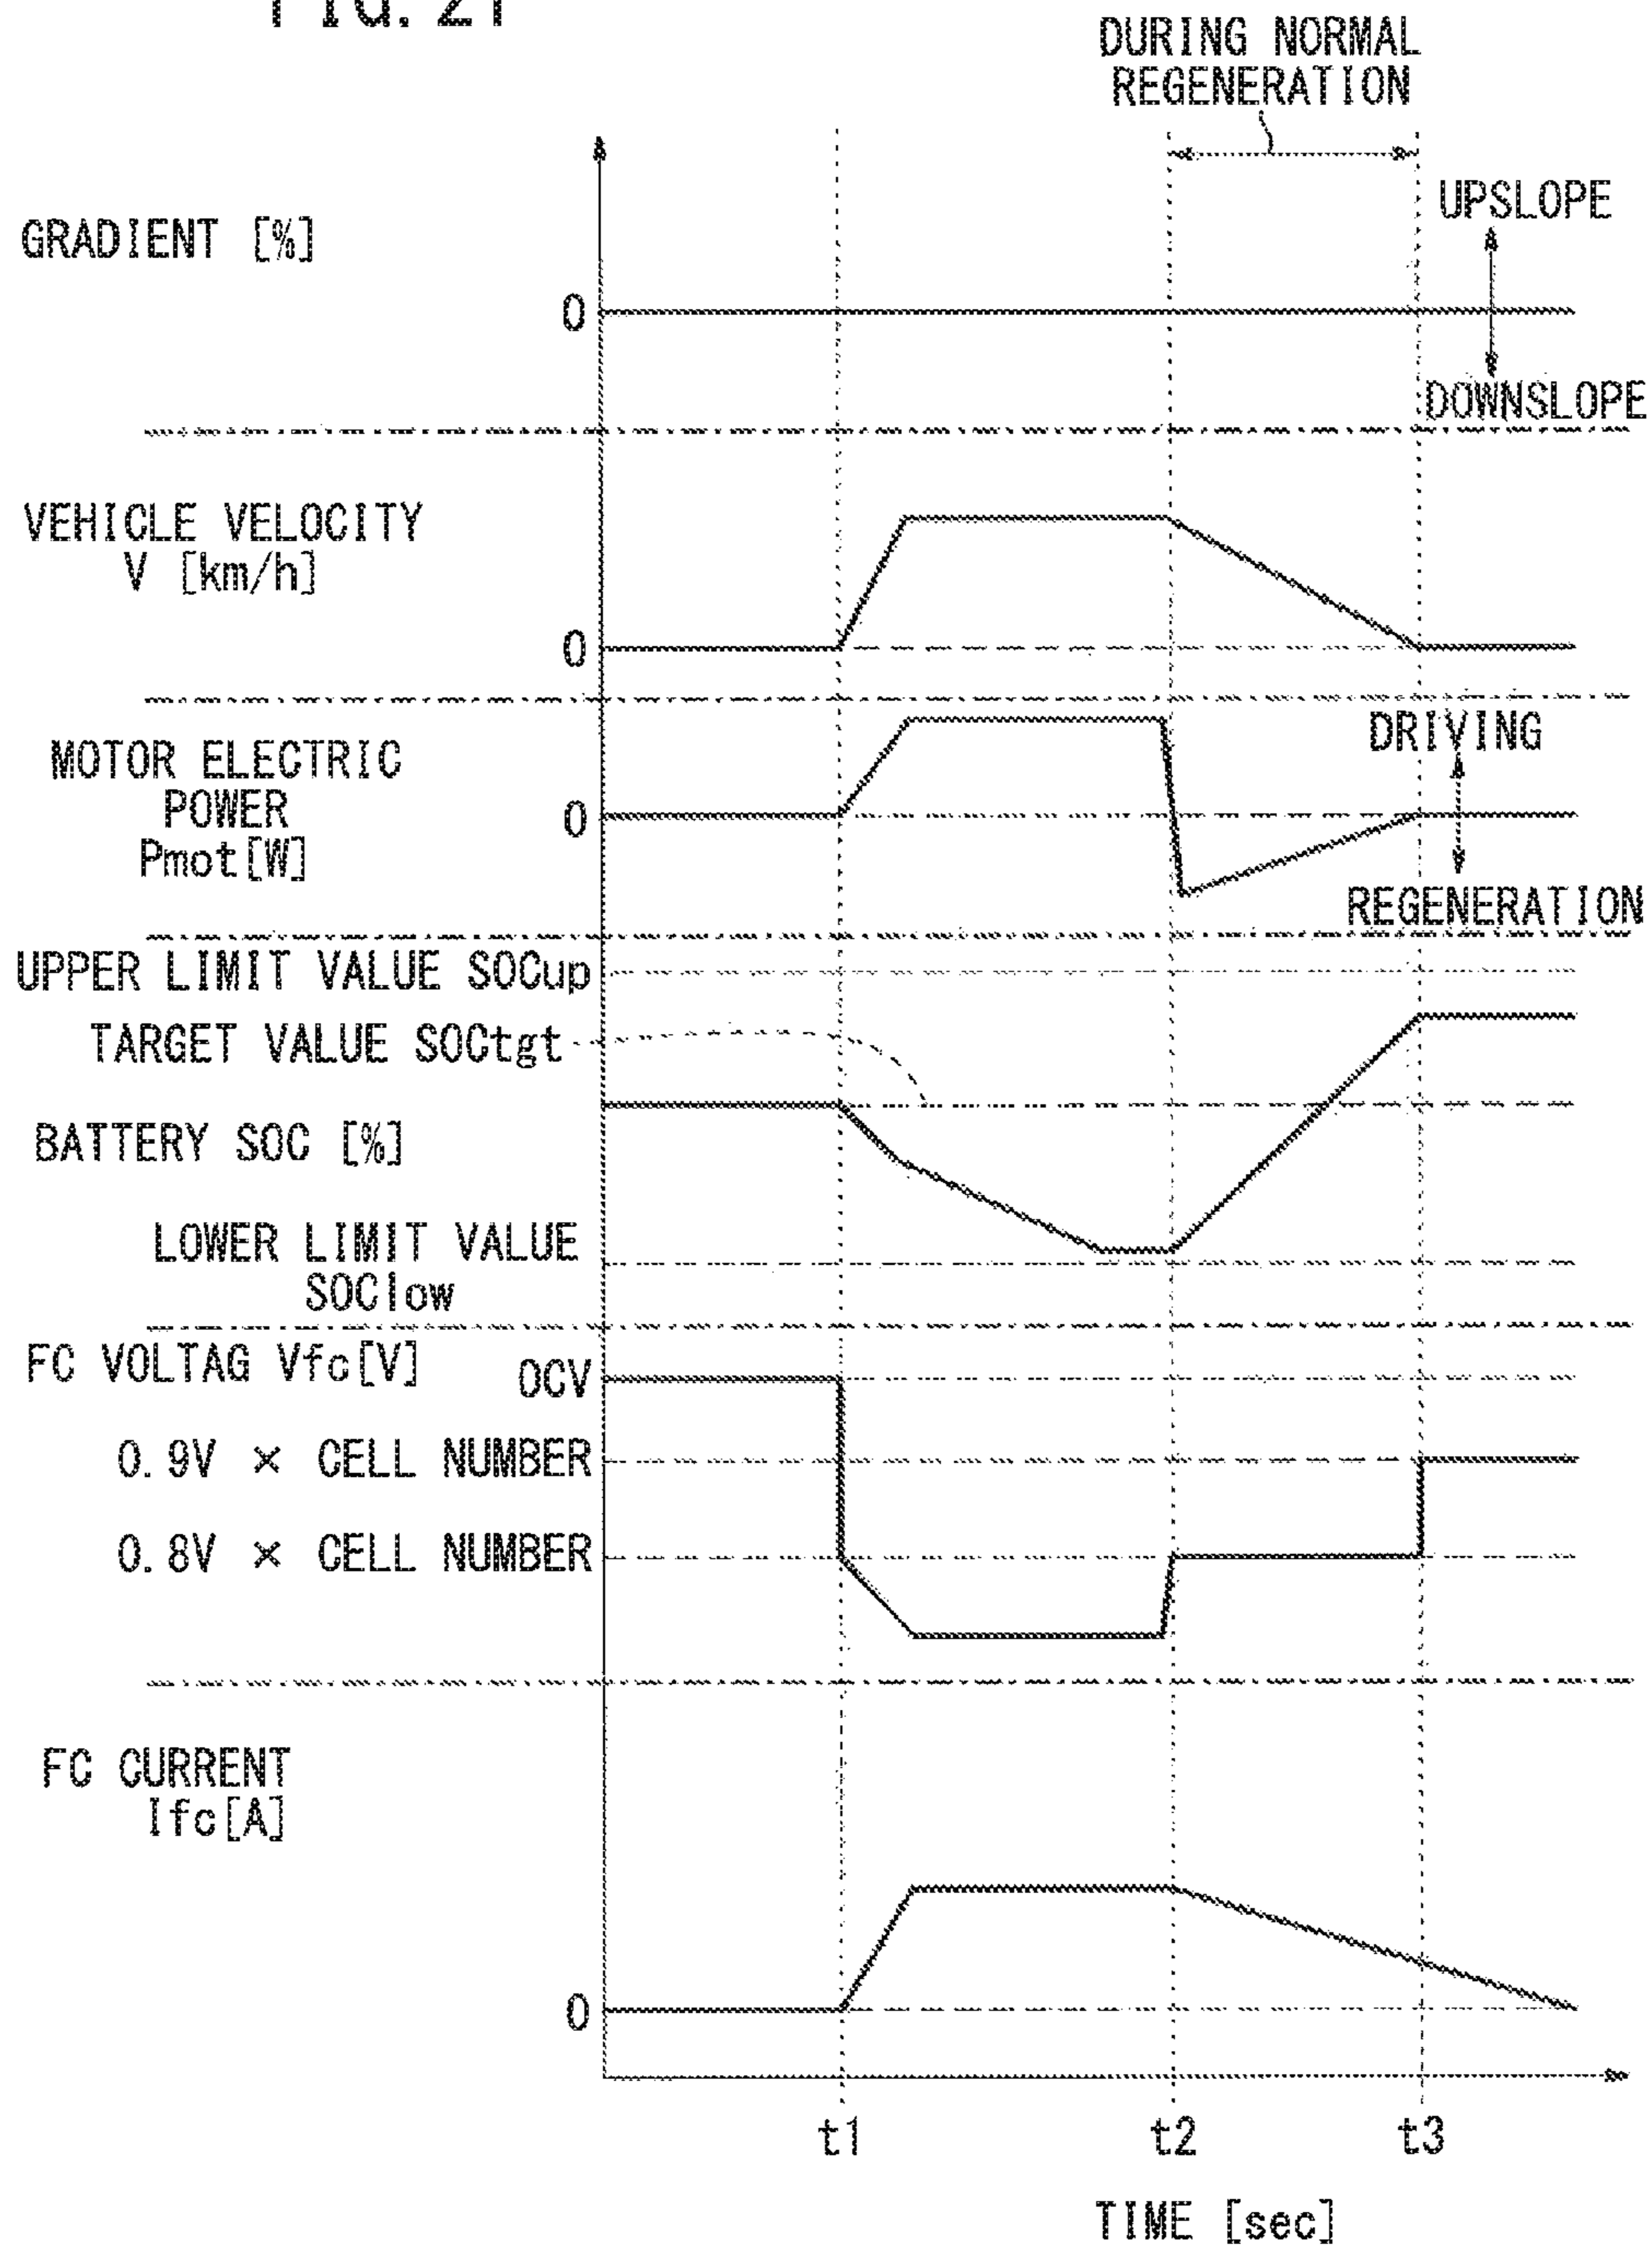 FIG. 21
DURING NORMAL
REGENERATION
UPSLOPE
GRADIENT [%]
0
DOWNSLOPE
VEHICLE VELOCITY
V [km/h]
0
DRIVING
MOTOR ELECTRIC
POWER
Pmot[W]
0
REGENERATION
UPPER LIMIT VALUE SOCup
TARGET VALUE SOCtgt
BATTERY SOC [%]
LOWER LIMIT VALUE
SOClow
FC VOLTAG Vfc[V]
OCV
0.9V × CELL NUMBER
0.8V × CELL NUMBER
FC CURRENT
Ifc[A]
0
t1 t2 t3
TIME [sec]